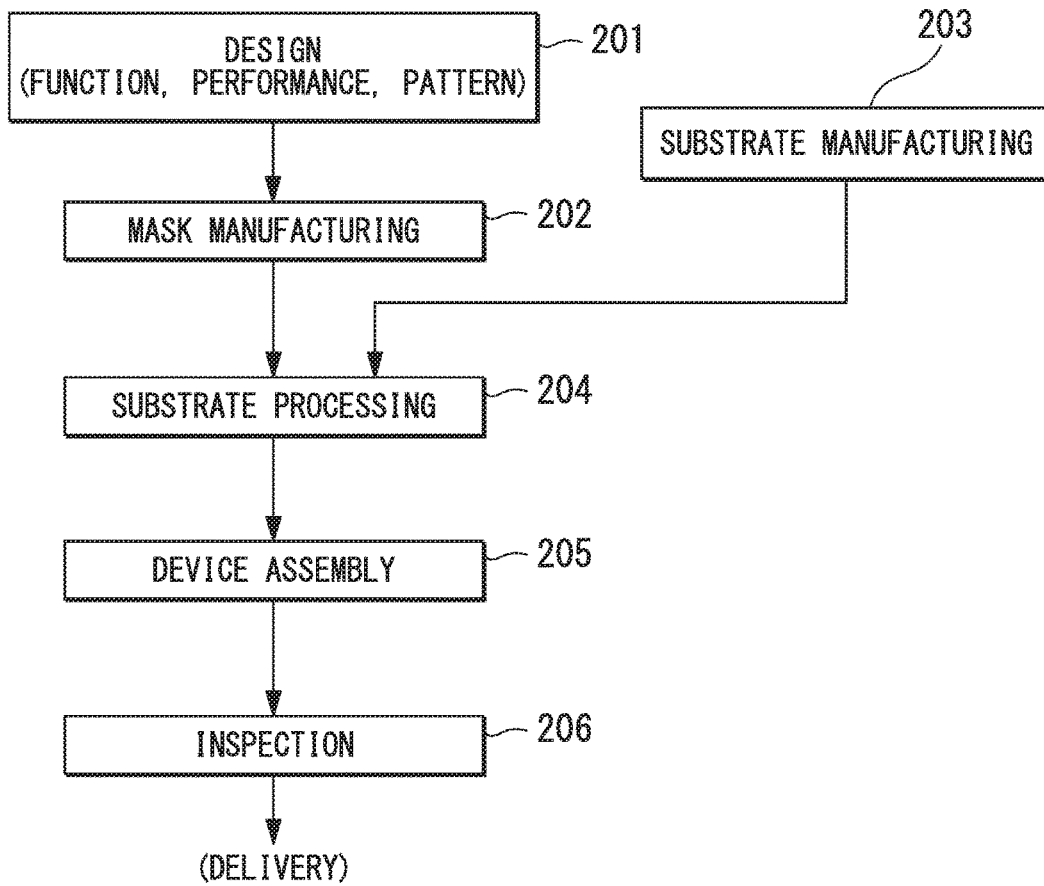 DESIGN
(FUNCTION, PERFORMANCE, PATTERN)
201
203
SUBSTRATE MANUFACTURING
MASK MANUFACTURING
202
SUBSTRATE PROCESSING
204
DEVICE ASSEMBLY
205
INSPECTION
206
(DELIVERY)